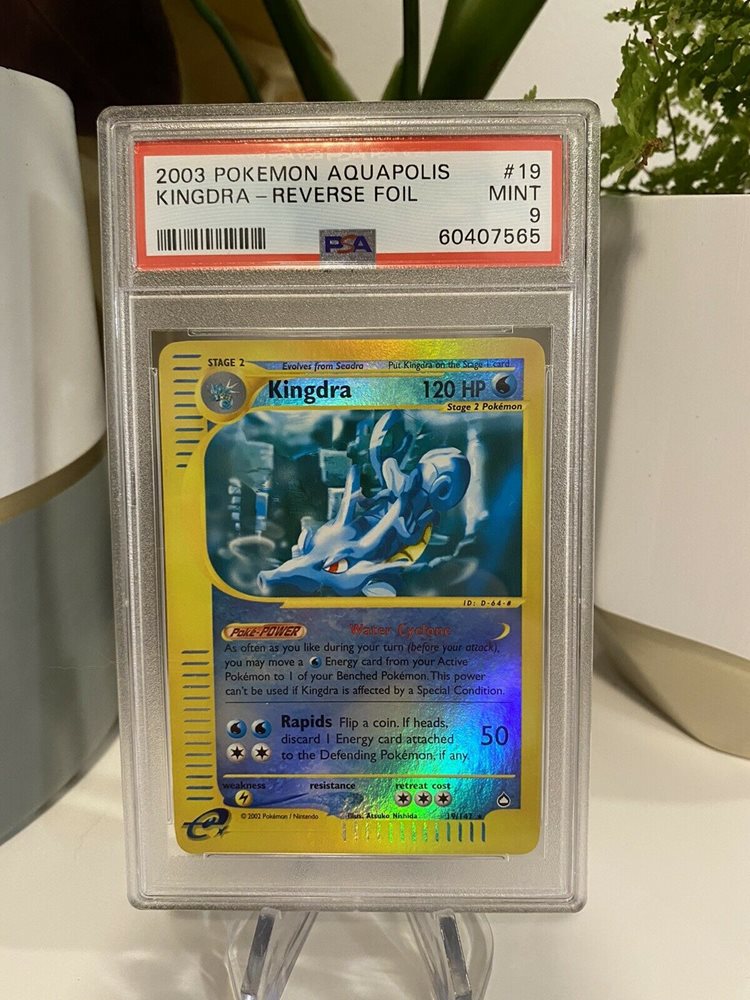 2003 POKEMON AQUAPOLIS #19
KINGDRA - REVERSE FOIL MINT
9
PSA 60407565
STAGE 2 Evolves from Seadra Put Kingdra on the Stage 1 card
Kingdra 120 HP
Stage 2 Pokémon
ID: D-64-#
Poké-POWER Water Cyclone
As often as you like during your turn (before your attack),
you may move a Energy card from your Active
Pokémon to 1 of your Benched Pokémon. This power
can't be used if Kingdra is affected by a Special Condition.
Rapids Flip a coin. If heads,
discard 1 Energy card attached 50
to the Defending Pokémon, if any.
weakness resistance retreat cost
e © 2002 Pokémon / Nintendo Illus. Atsuko Nishida 19/147 ★